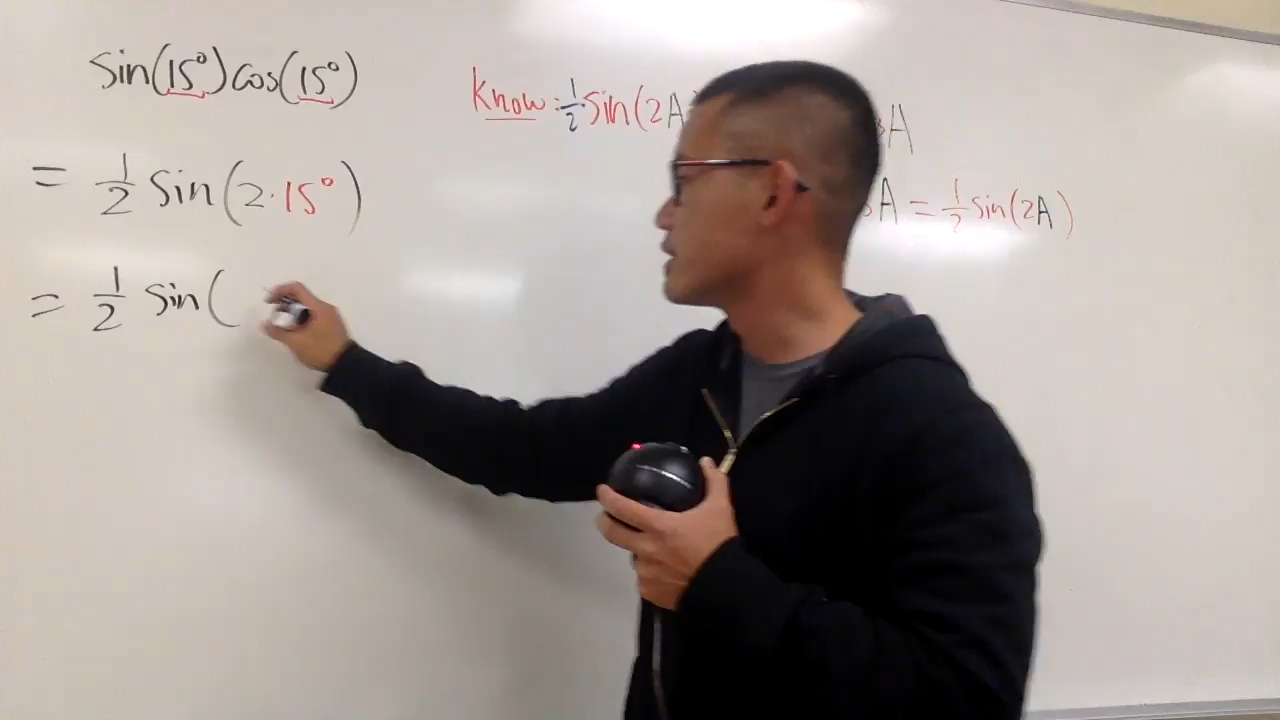 sin(15°)cos(15°)
= 1/2 sin(2·15°)
= 1/2 sin(
Know: 1/2 sin(2A
A
A = 1/2 sin(2A)